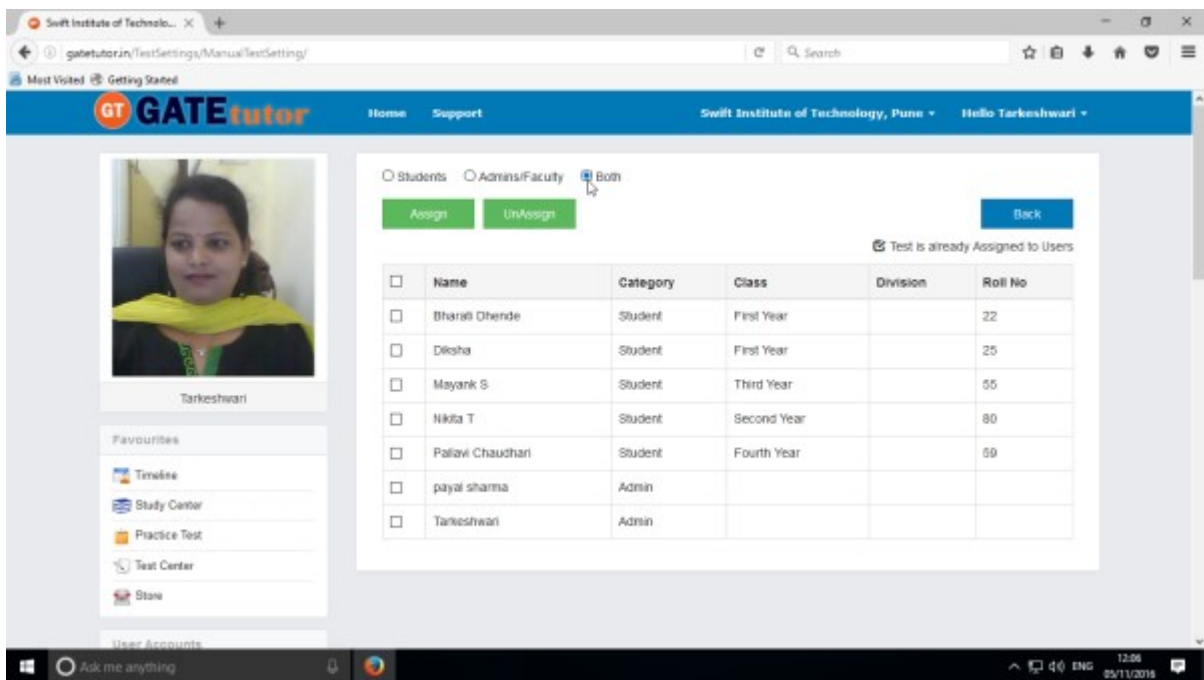 Swift Institute of Technolo...
gatetutor.in/TestSettings/ManualTestSetting/
Search
Most Visited Getting Started
GT GATEtutor Home Support Swift Institute of Technology, Pune Hello Tarkeshwari
Students Admins/Faculty Both
Assign UnAssign Back
Test is already Assigned to Users
Name Category Class Division Roll No
Bharati Dhende Student First Year 22
Diksha Student First Year 25
Mayank S Student Third Year 55
Nikita T Student Second Year 80
Pallavi Chaudhari Student Fourth Year 59
payal sharma Admin
Tarkeshwari Admin
Tarkeshwari
Favourites
Timeline
Study Center
Practice Test
Test Center
Store
User Accounts
Ask me anything
ENG
12:06
05/11/2016